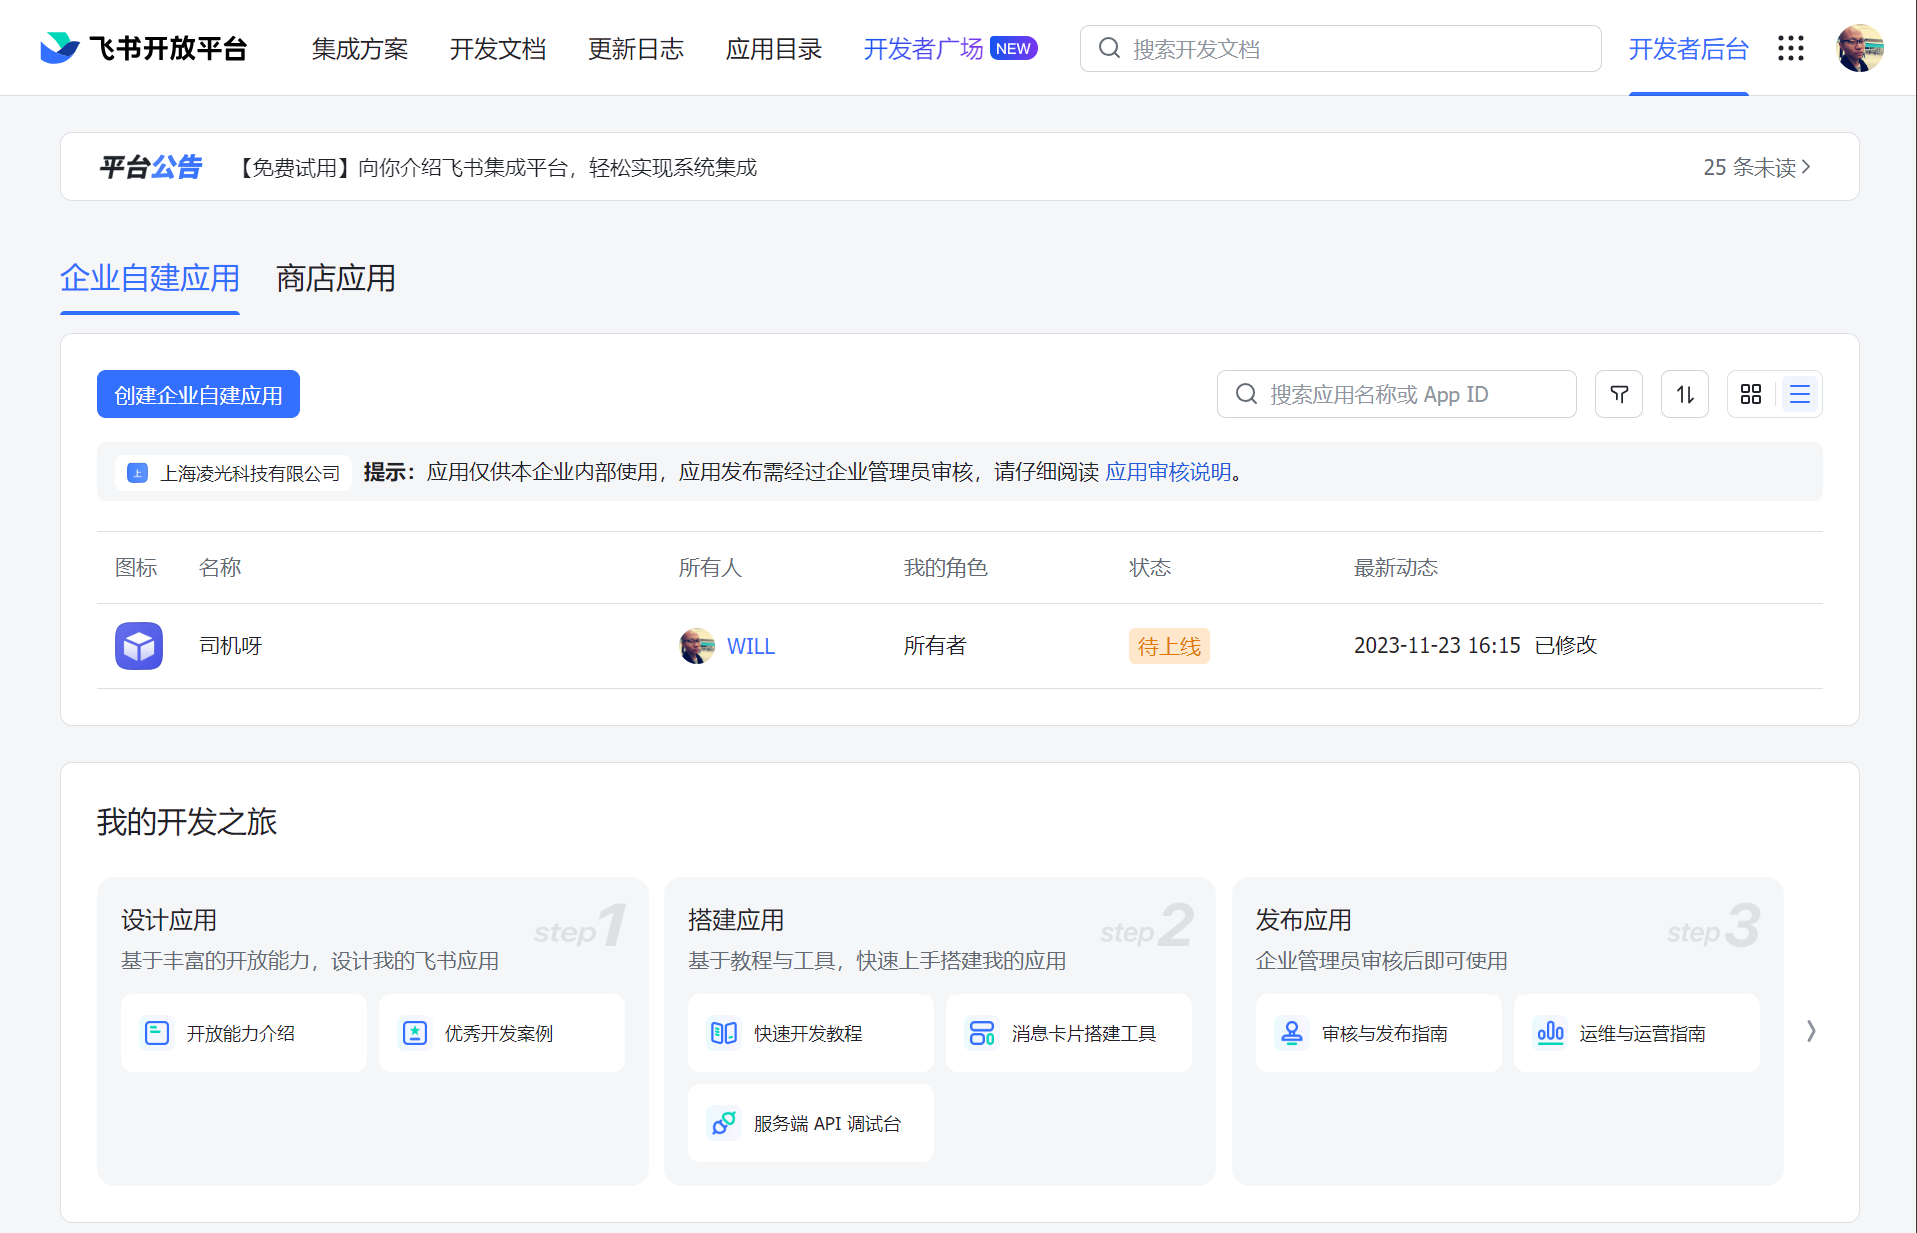 飞书开放平台 集成方案 开发文档 更新日志 应用目录 开发者广场 NEW 搜索开发文档 开发者后台
平台公告 【免费试用】向你介绍飞书集成平台，轻松实现系统集成 25 条未读
企业自建应用 商店应用
创建企业自建应用 搜索应用名称或 App ID
上 上海凌光科技有限公司 提示：应用仅供本企业内部使用，应用发布需经过企业管理员审核，请仔细阅读 应用审核说明。
图标 名称 所有人 我的角色 状态 最新动态
司机呀 WILL 所有者 待上线 2023-11-23 16:15 已修改
我的开发之旅
设计应用 step1
基于丰富的开放能力，设计我的飞书应用
开放能力介绍 优秀开发案例
搭建应用 step2
基于教程与工具，快速上手搭建我的应用
快速开发教程 消息卡片搭建工具
服务端 API 调试台
发布应用 step3
企业管理员审核后即可使用
审核与发布指南 运维与运营指南